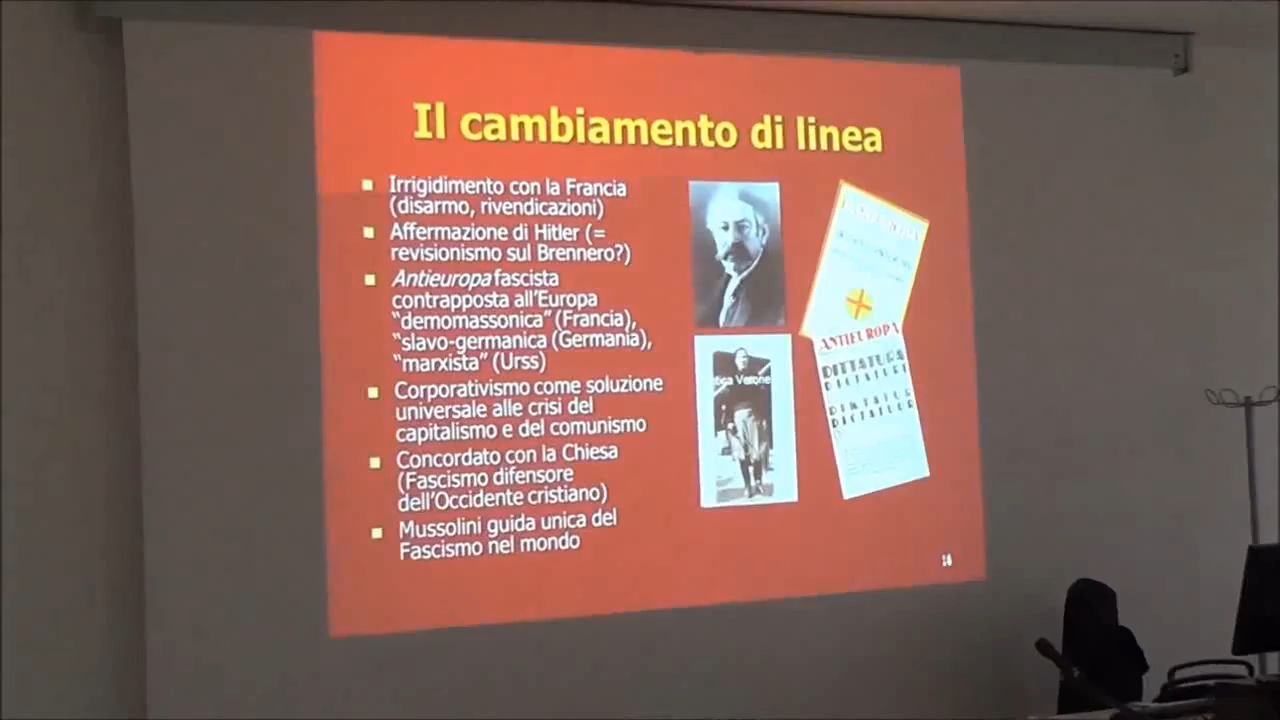 Il cambiamento di linea
Irrigidimento con la Francia
(disarmo, rivendicazioni)
Affermazione di Hitler (=
revisionismo sul Brennero?)
Antieuropa fascista
contrapposta all'Europa
"demomassonica" (Francia),
"slavo-germanica (Germania),
"marxista" (Urss)
Corporativismo come soluzione
universale alle crisi del
capitalismo e del comunismo
Concordato con la Chiesa
(Fascismo difensore
dell'Occidente cristiano)
Mussolini guida unica del
Fascismo nel mondo
ANTIEUROPA
DITTATURA